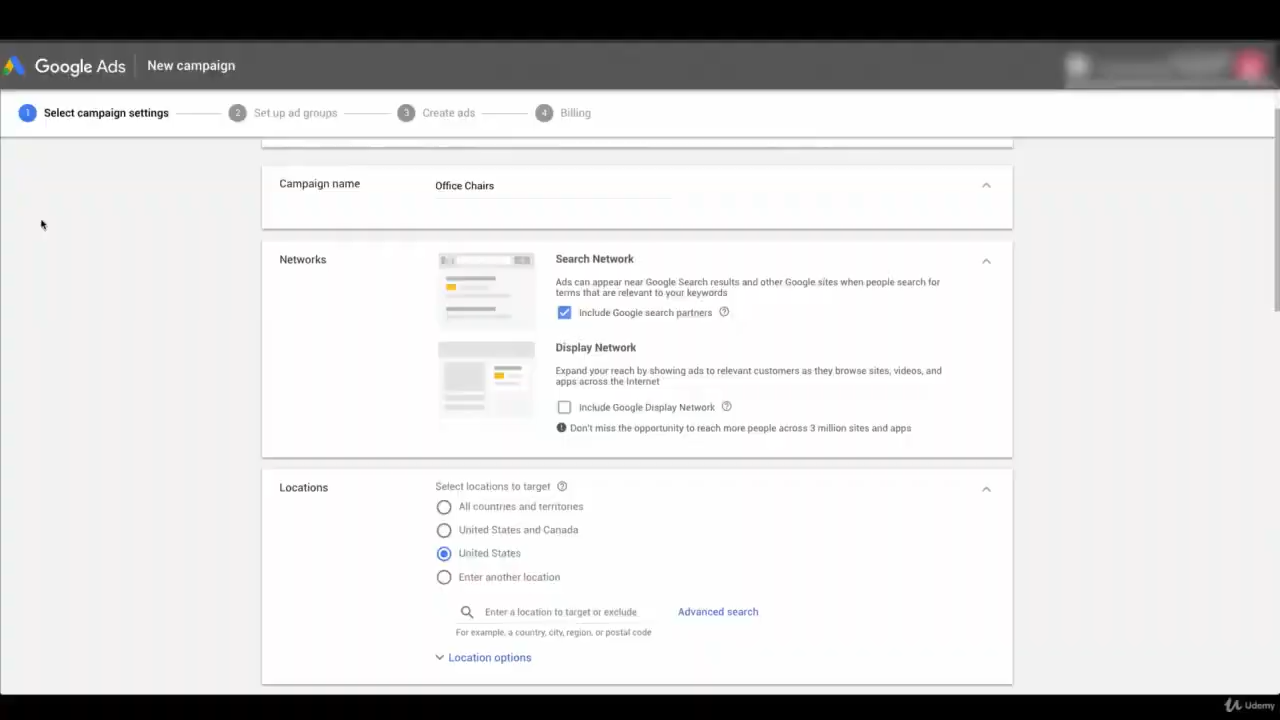 Google Ads New campaign
1 Select campaign settings 2 Set up ad groups 3 Create ads 4 Billing
Campaign name
Office Chairs
Networks
Search Network
Ads can appear near Google Search results and other Google sites when people search for
terms that are relevant to your keywords
Include Google search partners
Display Network
Expand your reach by showing ads to relevant customers as they browse sites, videos, and
apps across the Internet
Include Google Display Network
Don't miss the opportunity to reach more people across 3 million sites and apps
Locations
Select locations to target
All countries and territories
United States and Canada
United States
Enter another location
Enter a location to target or exclude Advanced search
For example, a country, city, region, or postal code
Location options
Udemy